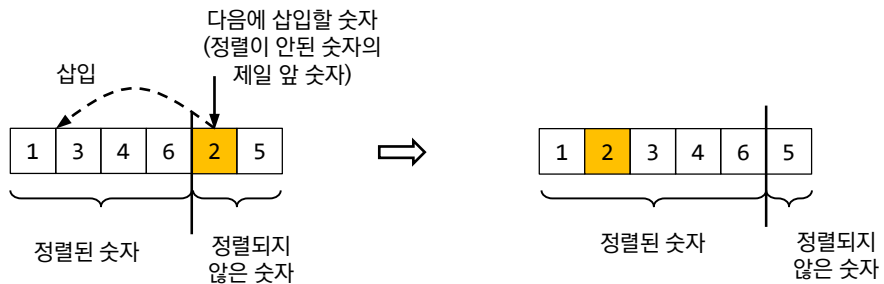 다음에 삽입할 숫자
(정렬이 안된 숫자의
제일 앞 숫자)
삽입
1 3 4 6 2 5
정렬된 숫자
정렬되지
않은 숫자
1 2 3 4 6 5
정렬된 숫자
정렬되지
않은 숫자